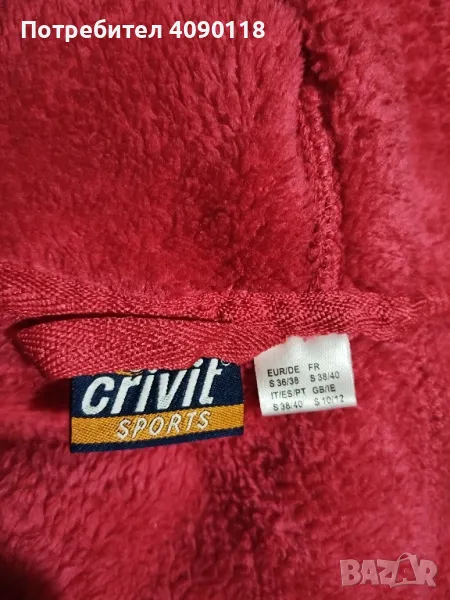 Потребител 4090118
crivit
SPORTS
EUR/DE FR
S 36/38 S 38/40
IT/ES/PT GB/IE
S 38/40 S 10/12
BAZAR